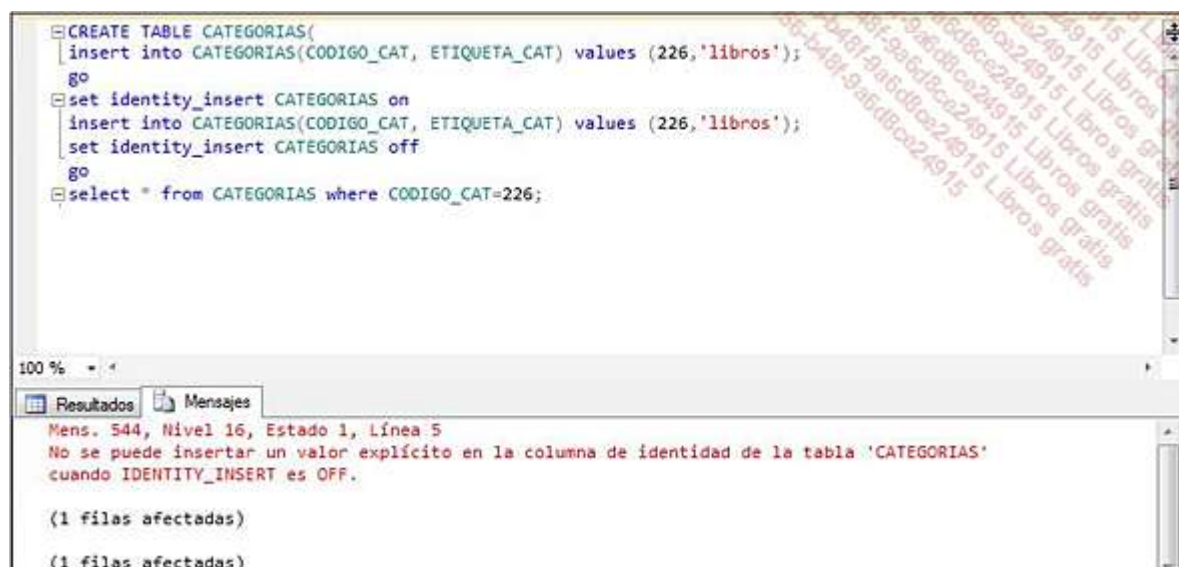 CREATE TABLE CATEGORIAS(
insert into CATEGORIAS(CODIGO_CAT, ETIQUETA_CAT) values (226,'libros');
go
set identity_insert CATEGORIAS on
insert into CATEGORIAS(CODIGO_CAT, ETIQUETA_CAT) values (226,'libros');
set identity_insert CATEGORIAS off
go
select * from CATEGORIAS where CODIGO_CAT=226;
100 %
Resultados Mensajes
Mens. 544, Nivel 16, Estado 1, Línea 5
No se puede insertar un valor explícito en la columna de identidad de la tabla 'CATEGORIAS'
cuando IDENTITY_INSERT es OFF.
(1 filas afectadas)
(1 filas afectadas)
Libros gratis